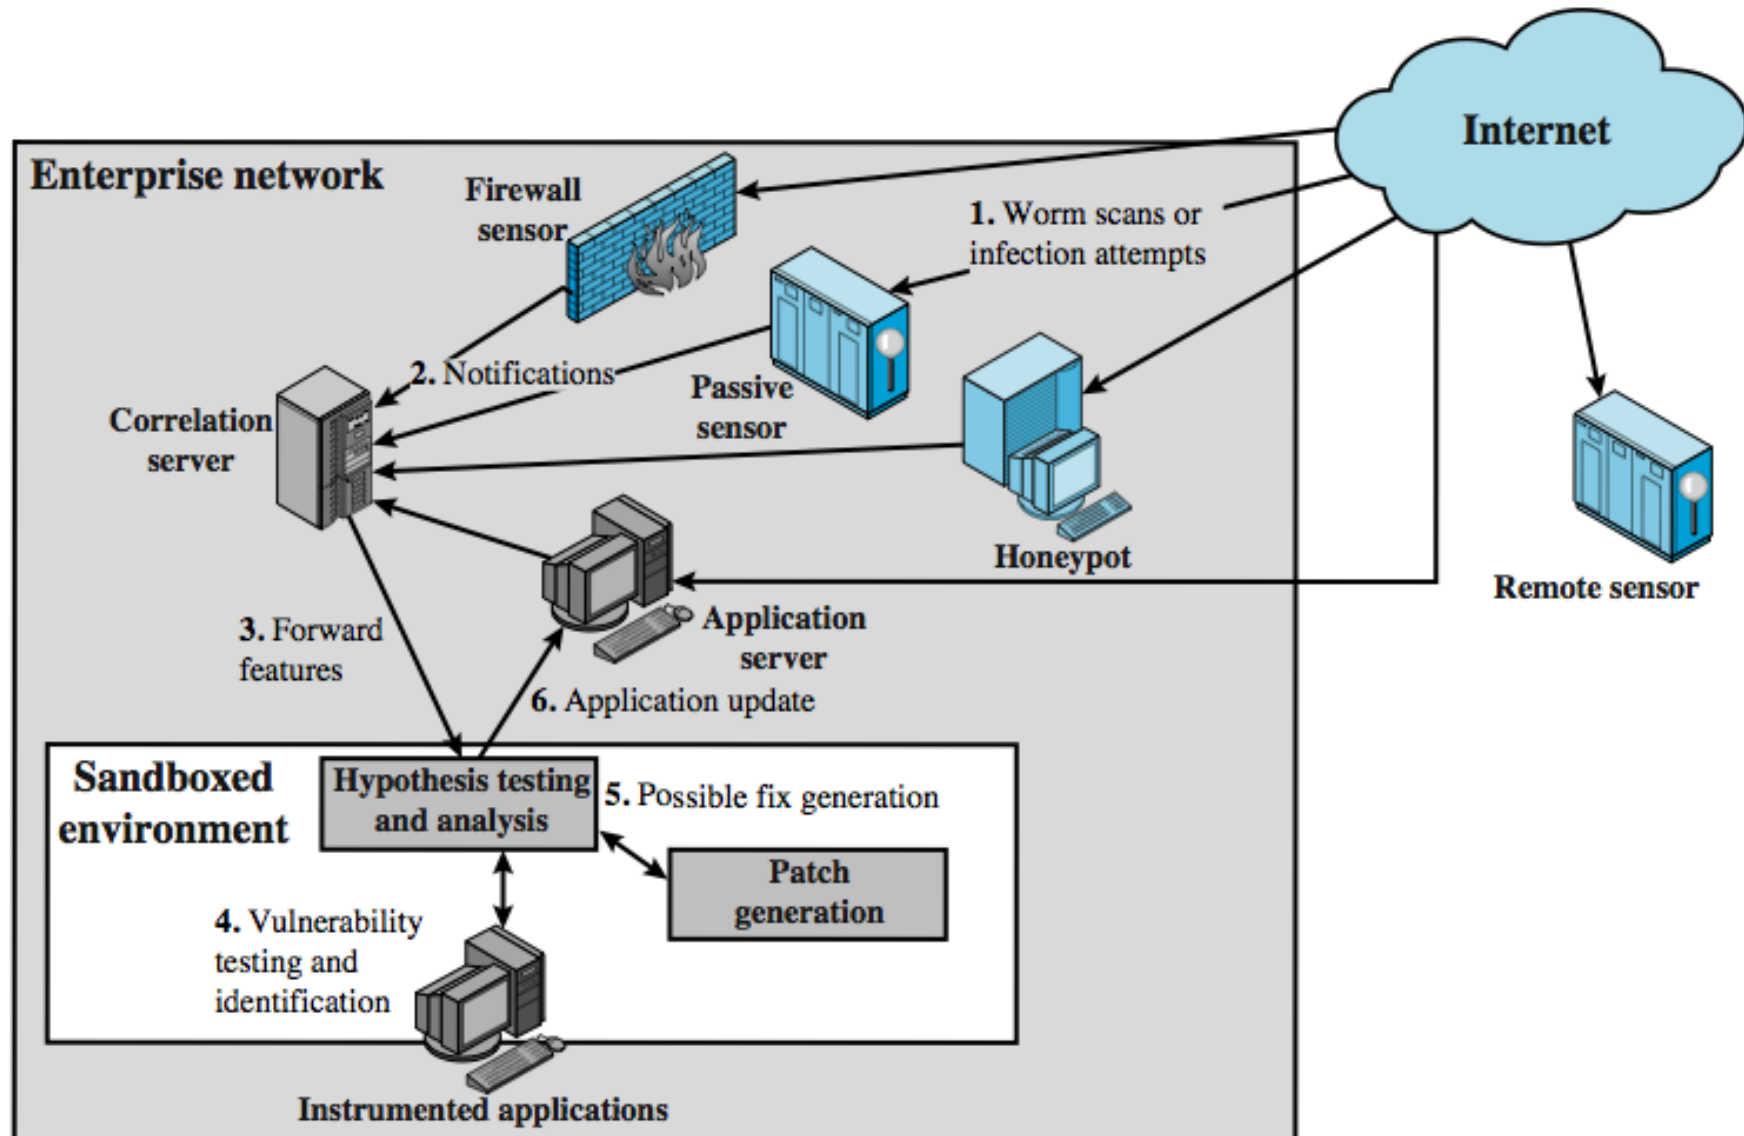 Internet
Enterprise network
Firewall
sensor
1. Worm scans or
infection attempts
2. Notifications
Passive
sensor
Correlation
server
Honeypot
Remote sensor
Application
server
3. Forward
features
6. Application update
Sandboxed
environment
Hypothesis testing
and analysis
5. Possible fix generation
Patch
generation
4. Vulnerability
testing and
identification
Instrumented applications